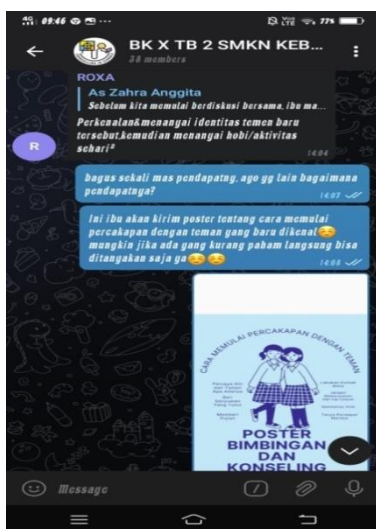 4G 09:46
77%
BK X TB 2 SMKN KEB...
38 members
ROXA
As Zahra Anggita
Sebelum kita memulai berdiskusi bersama, ibu ma...
Perkenalan&menanyai identitas temen baru
tersebut,kemudian menanyai hobi/aktivitas
sehari²
14:04
R
bagus sekali mas pendapatny, ayo yg lain bagaimana
pendapatnya?
14:07
Ini ibu akan kirim poster tentang cara memulai
percakapan dengan teman yang baru dikenal☺️
mungkin jika ada yang kurang paham langsung bisa
ditanyakan saja ya☺️☺️
14:08
CARA MEMULAI PERCAKAPAN DENGAN TEMAN
POSTER
BIMBINGAN
DAN
KONSELING
Message